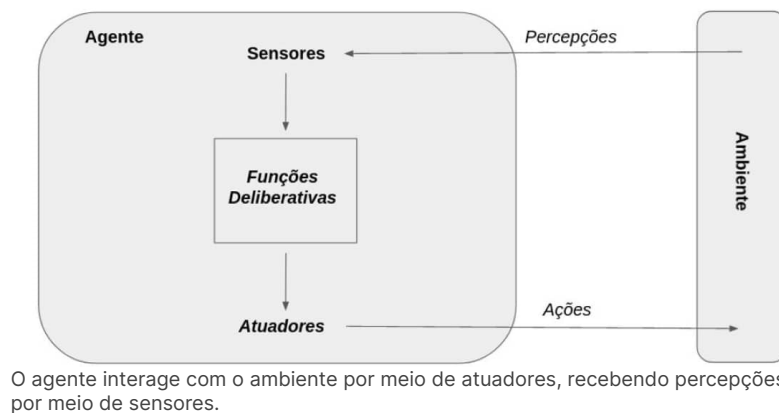 Agente
Sensores
Percepções
Funções
Deliberativas
Ambiente
Atuadores
Ações
O agente interage com o ambiente por meio de atuadores, recebendo percepções
por meio de sensores.